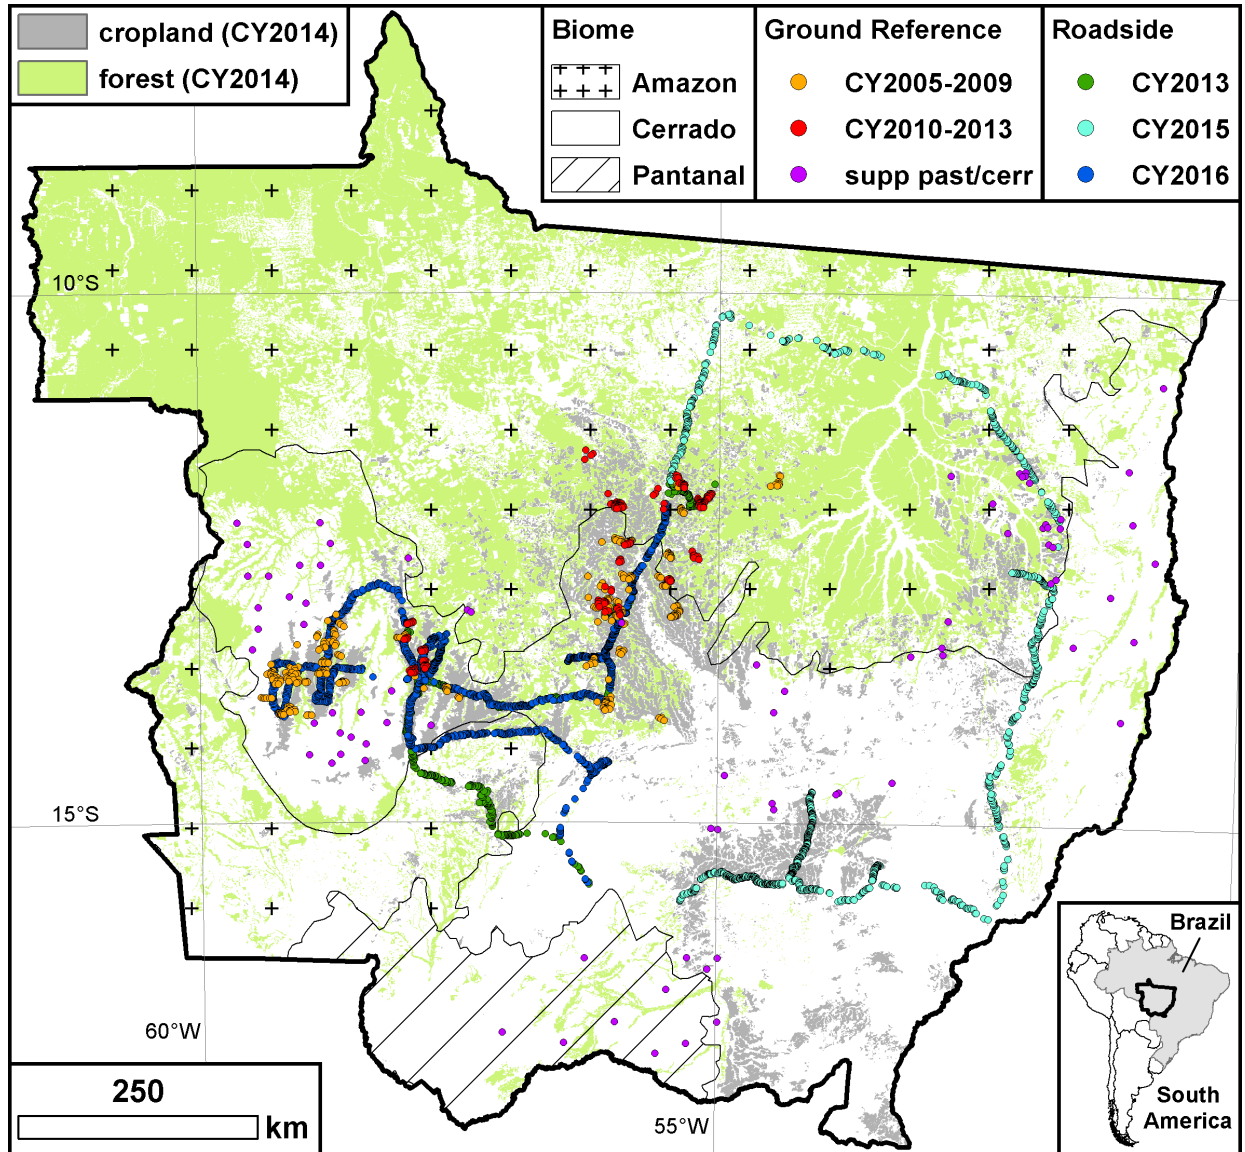 cropland (CY2014)
forest (CY2014)
Biome
Amazon
Cerrado
Pantanal
Ground Reference
CY2005-2009
CY2010-2013
supp past/cerr
Roadside
CY2013
CY2015
CY2016
10°S
15°S
60°W
55°W
250
km
Brazil
South
America